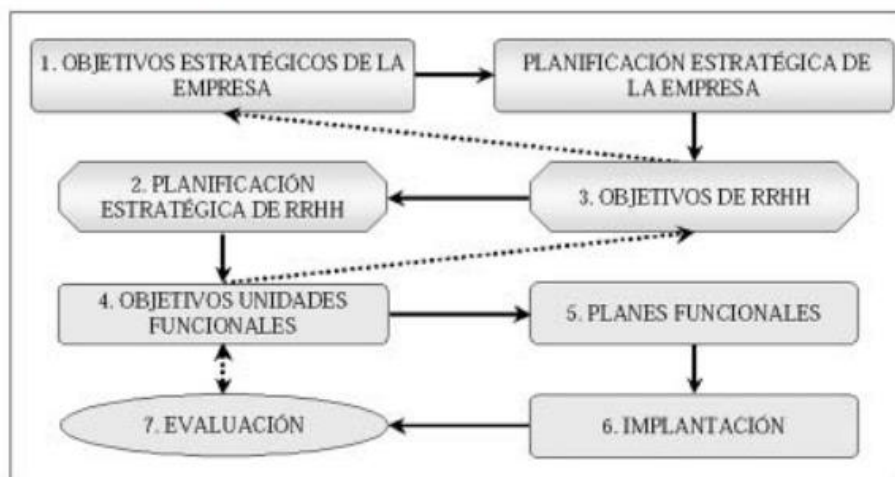 1. OBJETIVOS ESTRATÉGICOS DE LA
EMPRESA
PLANIFICACIÓN ESTRATÉGICA DE
LA EMPRESA
2. PLANIFICACIÓN
ESTRATÉGICA DE RRHH
3. OBJETIVOS DE RRHH
4. OBJETIVOS UNIDADES
FUNCIONALES
5. PLANES FUNCIONALES
7. EVALUACIÓN
6. IMPLANTACIÓN